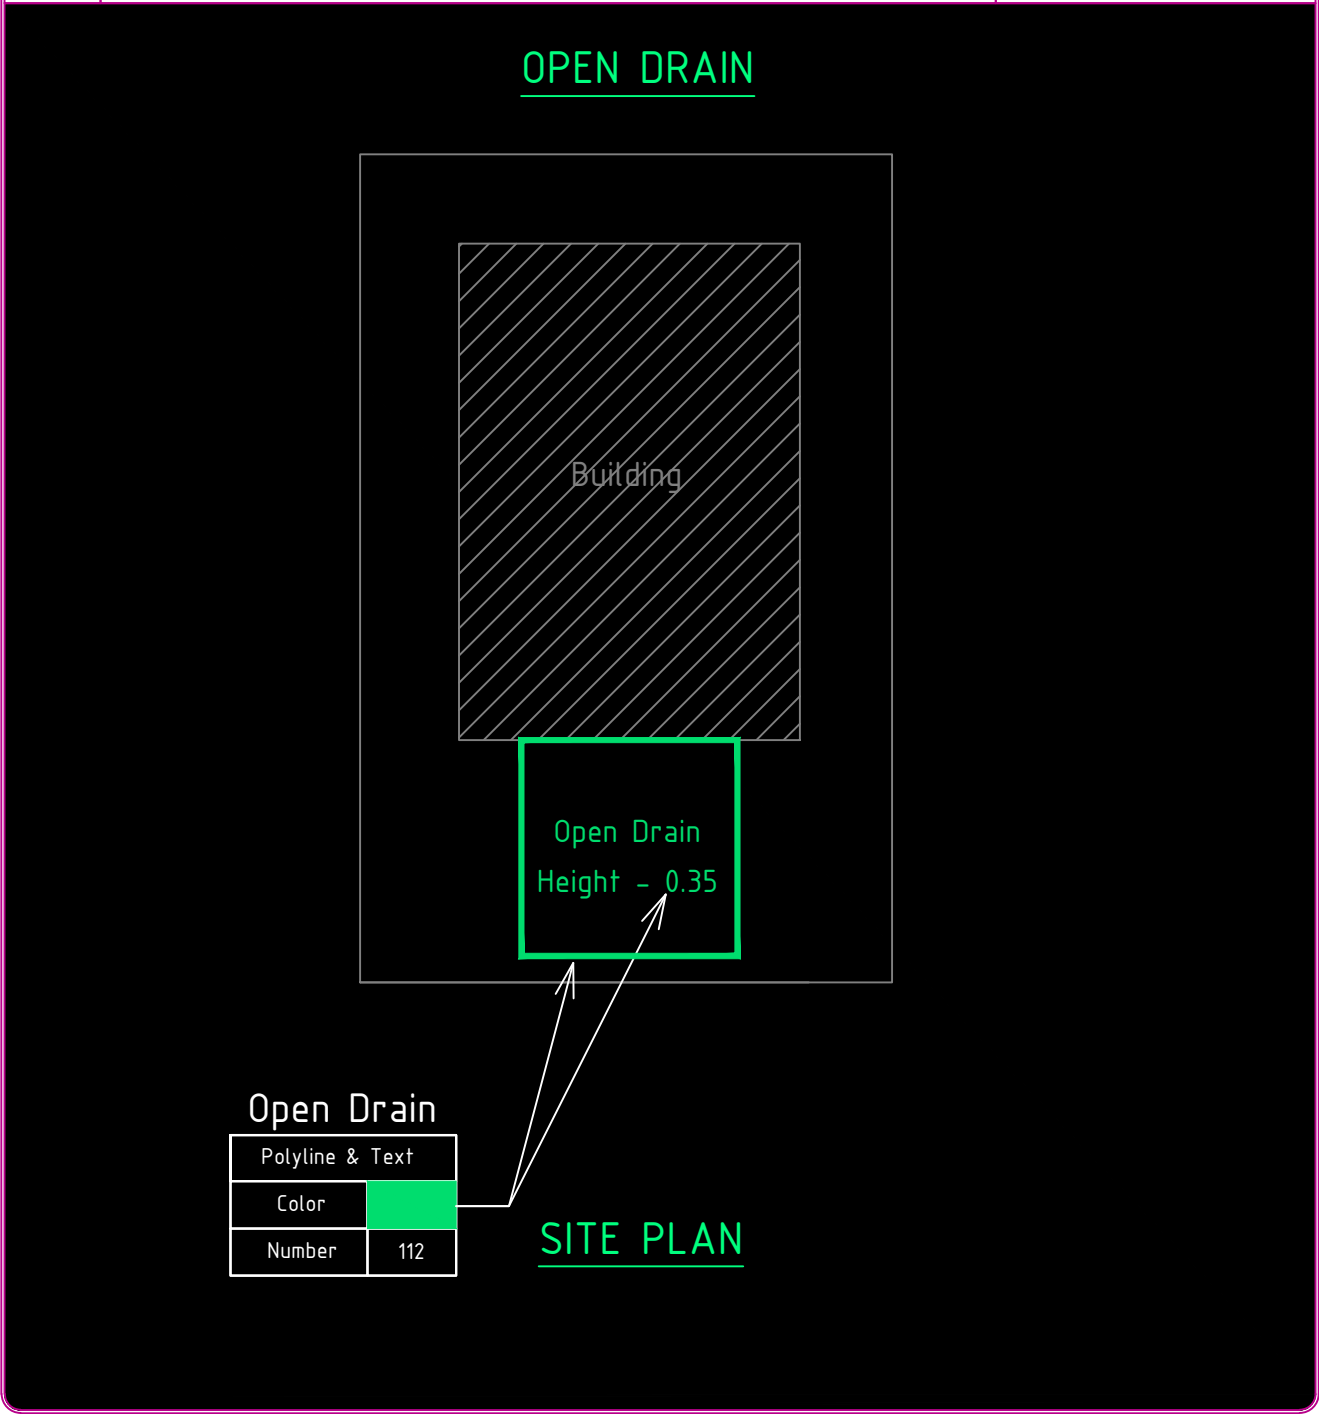 OPEN DRAIN
Building
Open Drain
Height - 0.35
Open Drain
Polyline & Text
Color
Number 112
SITE PLAN